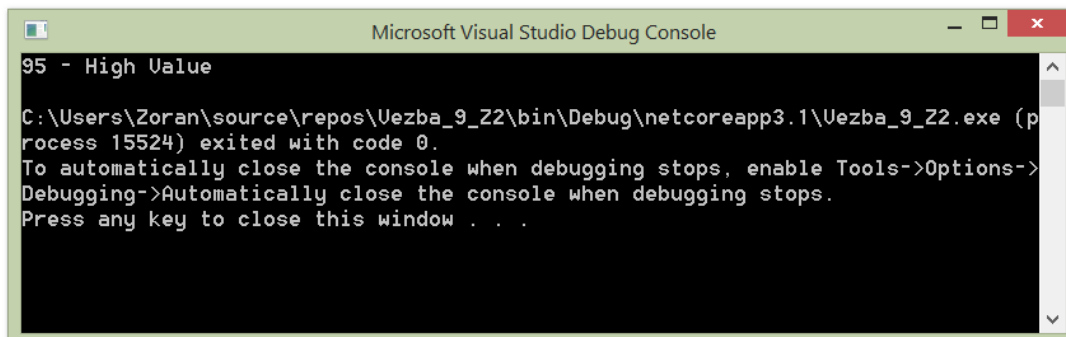 Microsoft Visual Studio Debug Console
95 - High Value
C:\Users\Zoran\source\repos\Vezba_9_Z2\bin\Debug\netcoreapp3.1\Vezba_9_Z2.exe (p
rocess 15524) exited with code 0.
To automatically close the console when debugging stops, enable Tools->Options->
Debugging->Automatically close the console when debugging stops.
Press any key to close this window . . .